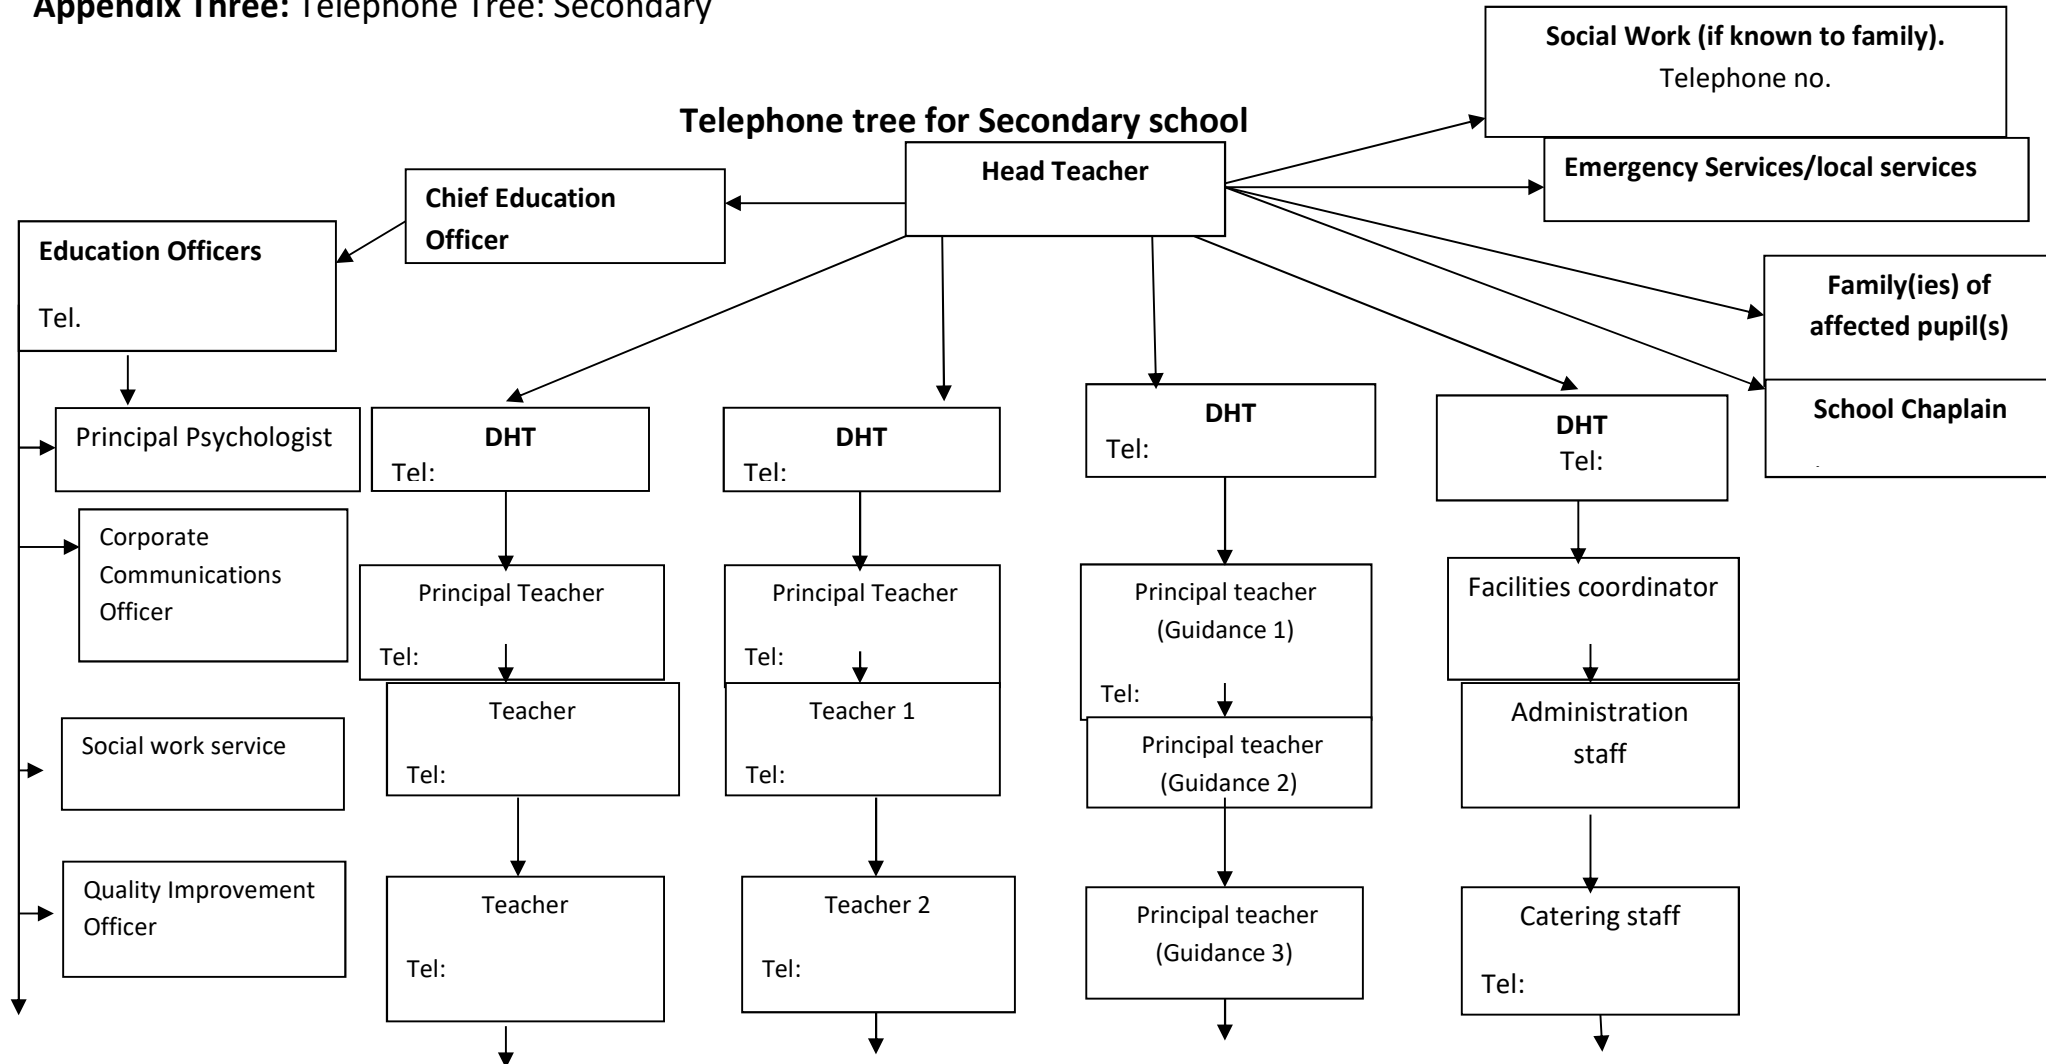 Appendix Three: Telephone Tree: Secondary
Social Work (if known to family).
Telephone no.
Telephone tree for Secondary school
Head Teacher
Emergency Services/local services
Chief Education
Officer
Education Officers
Tel.
Family(ies) of
affected pupil(s)
School Chaplain
Principal Psychologist
DHT
Tel:
DHT
Tel:
DHT
Tel:
DHT
Tel:
Corporate
Communications
Officer
Principal Teacher
Tel:
Principal Teacher
Tel:
Principal teacher
(Guidance 1)
Tel:
Facilities coordinator
Social work service
Teacher
Tel:
Teacher 1
Tel:
Principal teacher
(Guidance 2)
Administration
staff
Quality Improvement
Officer
Teacher
Tel:
Teacher 2
Tel:
Principal teacher
(Guidance 3)
Catering staff
Tel: